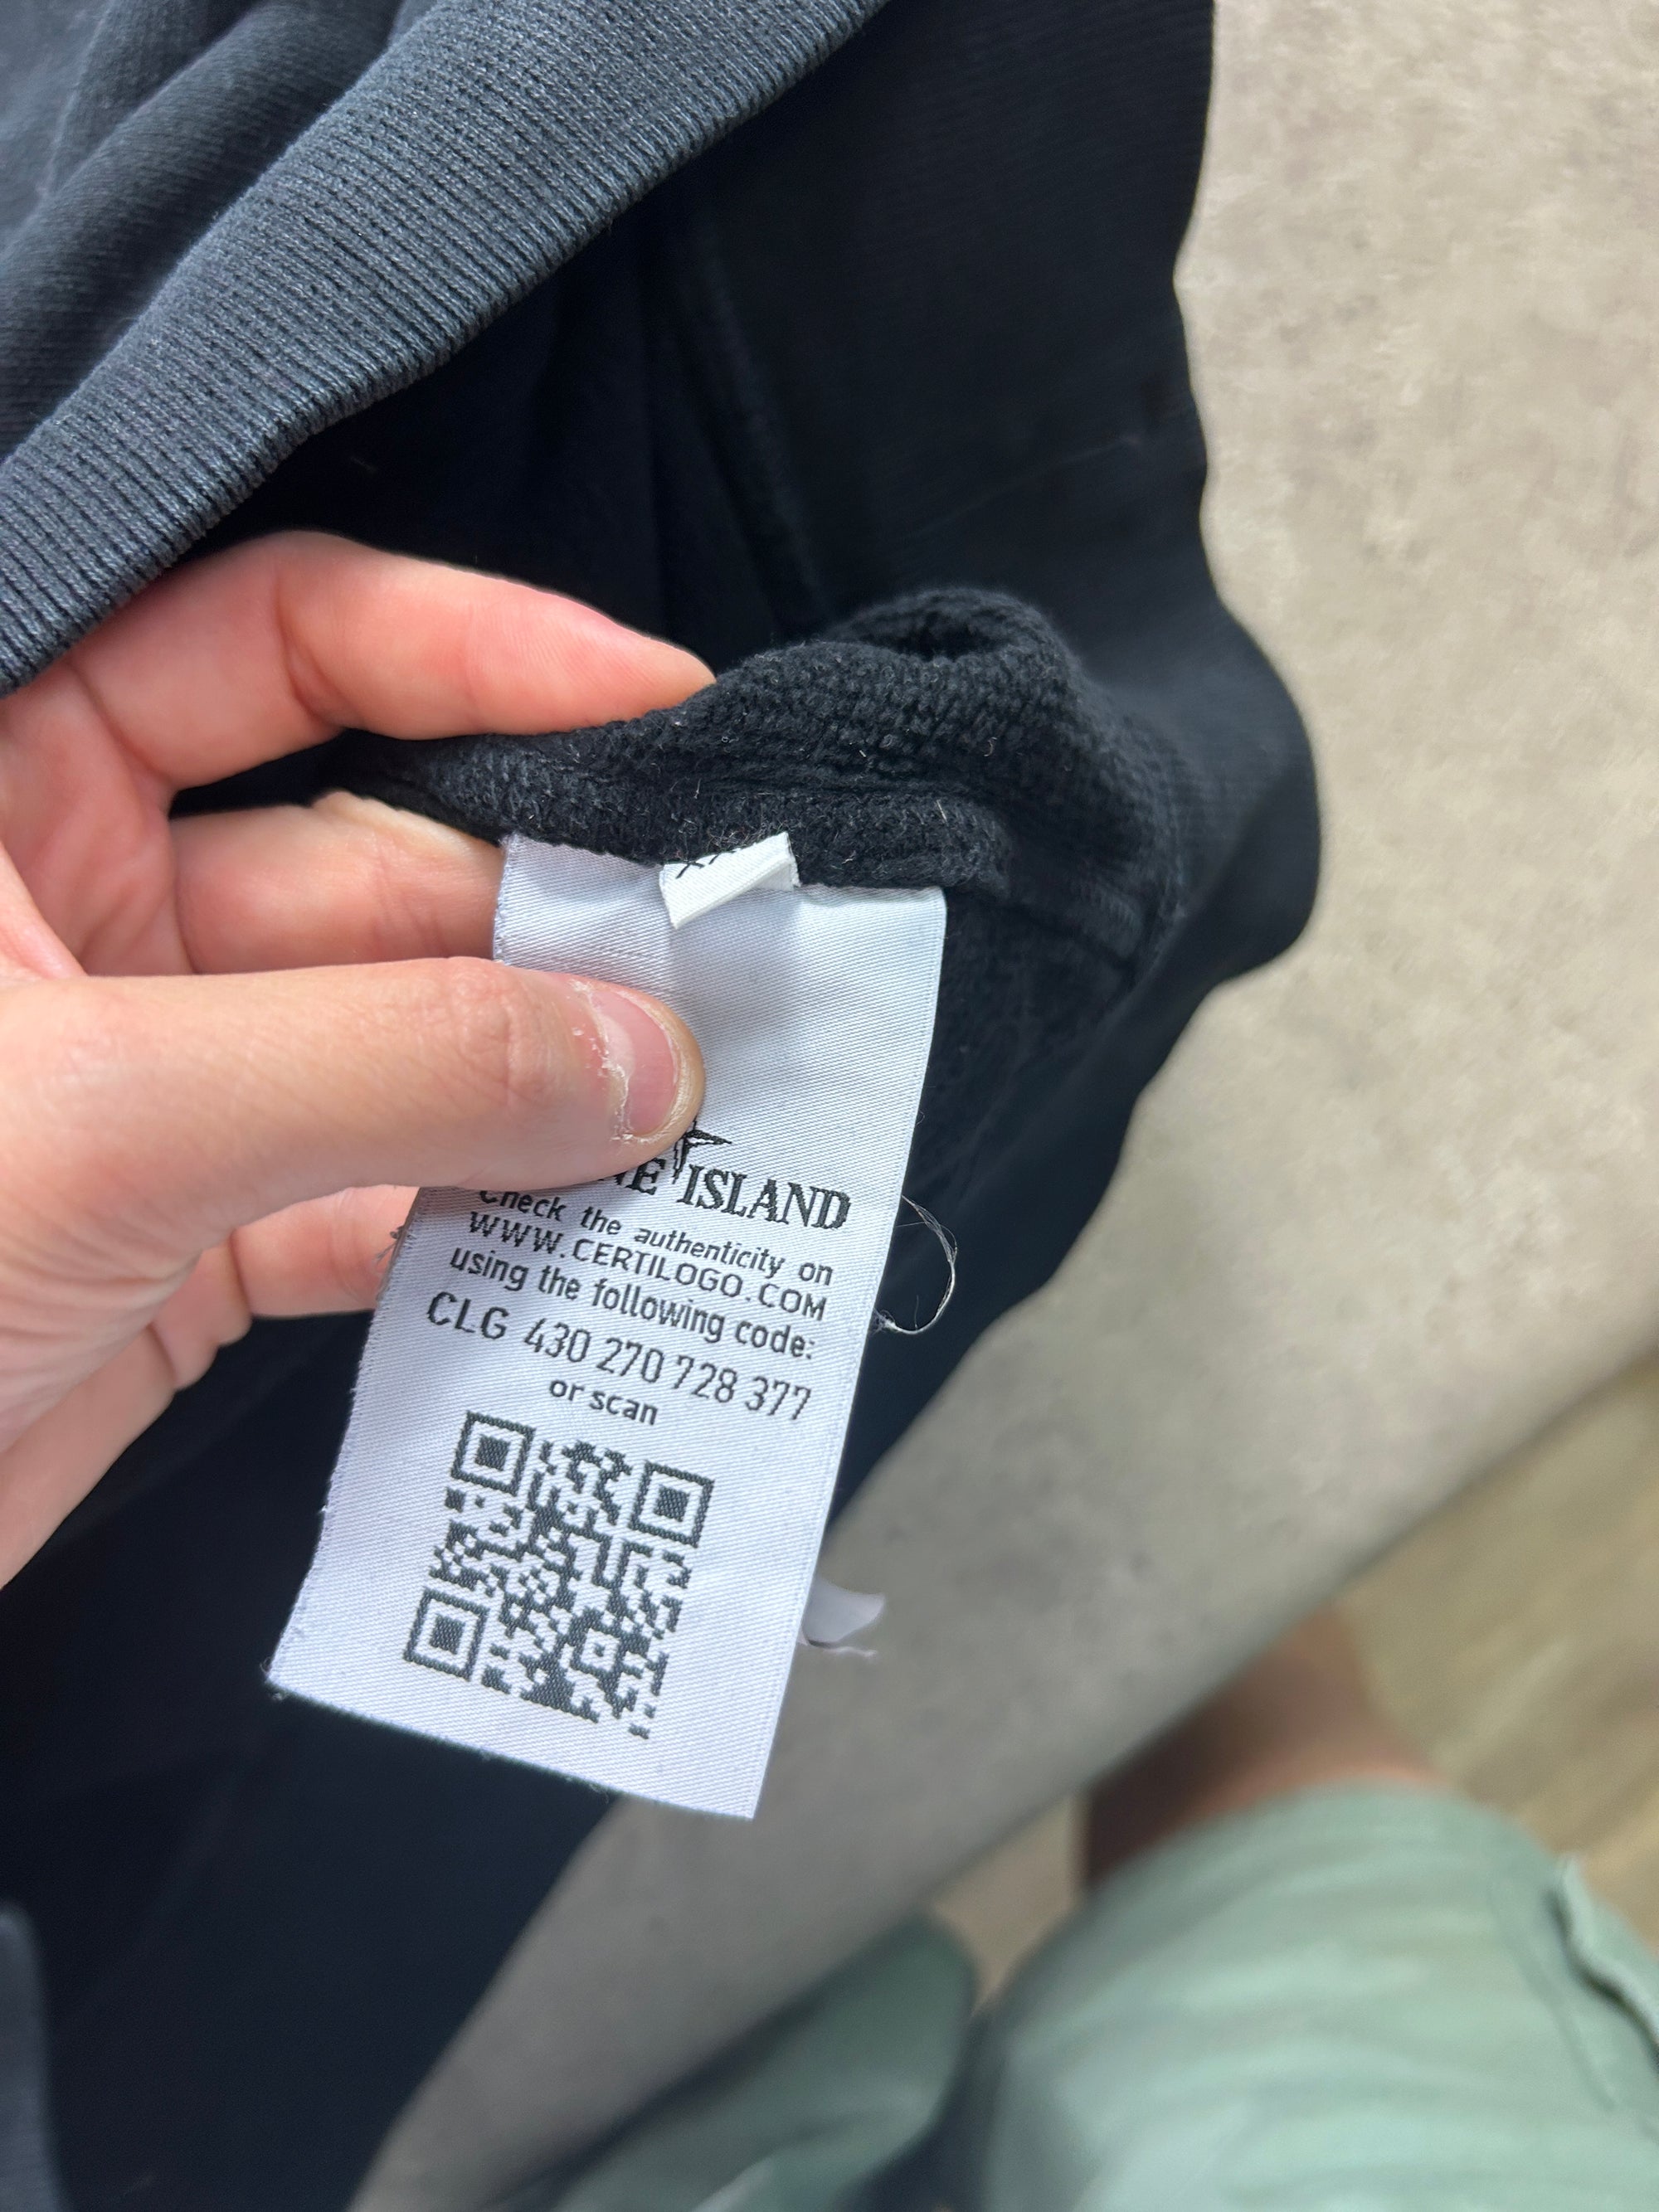 ISLAND
Check the authenticity on
WWW.CERTILOGO.COM
using the following code:
CLG 430 270 728 377
or scan